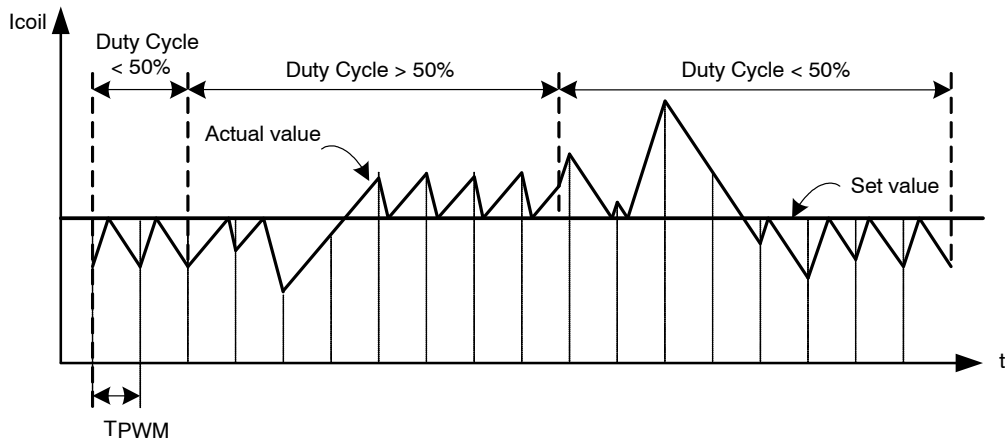 Icoil
Duty Cycle
< 50%
Duty Cycle > 50%
Duty Cycle < 50%
Actual value
Set value
t
TPWM